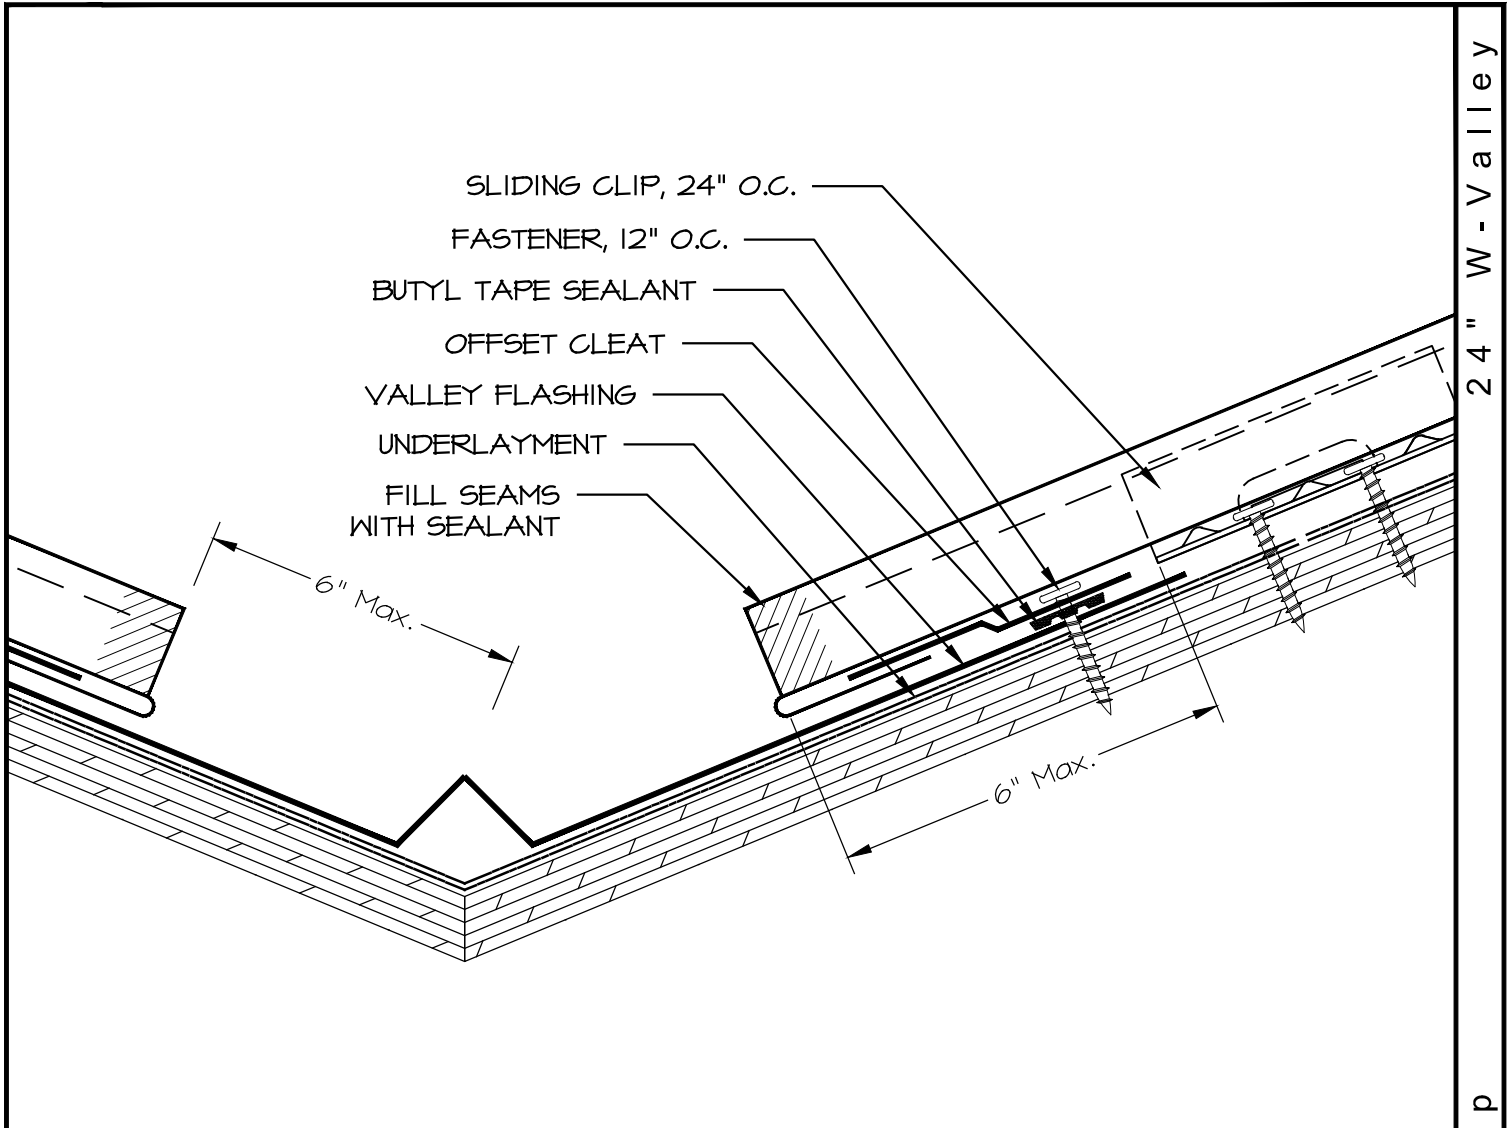 SLIDING CLIP, 24" O.C.
FASTENER, 12" O.C.
BUTYL TAPE SEALANT
OFFSET CLEAT
VALLEY FLASHING
UNDERLAYMENT
FILL SEAMS
WITH SEALANT
6" Max.
6" Max.
24" W-Valley
p